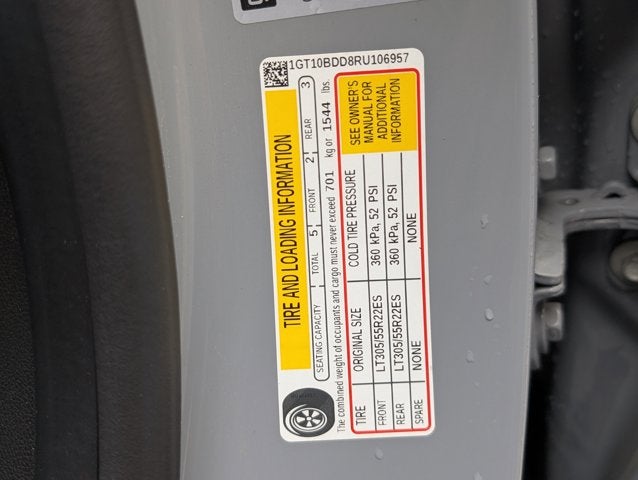 1GT10BDD8RU106957
TIRE AND LOADING INFORMATION
SEATING CAPACITY TOTAL 5 FRONT 2 REAR 3
The combined weight of occupants and cargo must never exceed 701 kg or 1544 lbs.
TIRE ORIGINAL SIZE COLD TIRE PRESSURE
FRONT LT305/55R22ES 360 kPa, 52 PSI
REAR LT305/55R22ES 360 kPa, 52 PSI
SPARE NONE NONE
SEE OWNER'S
MANUAL FOR
ADDITIONAL
INFORMATION